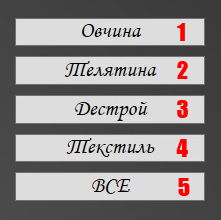 Овчина 1
Телятина 2
Дестрой 3
Текстиль 4
ВСЕ 5